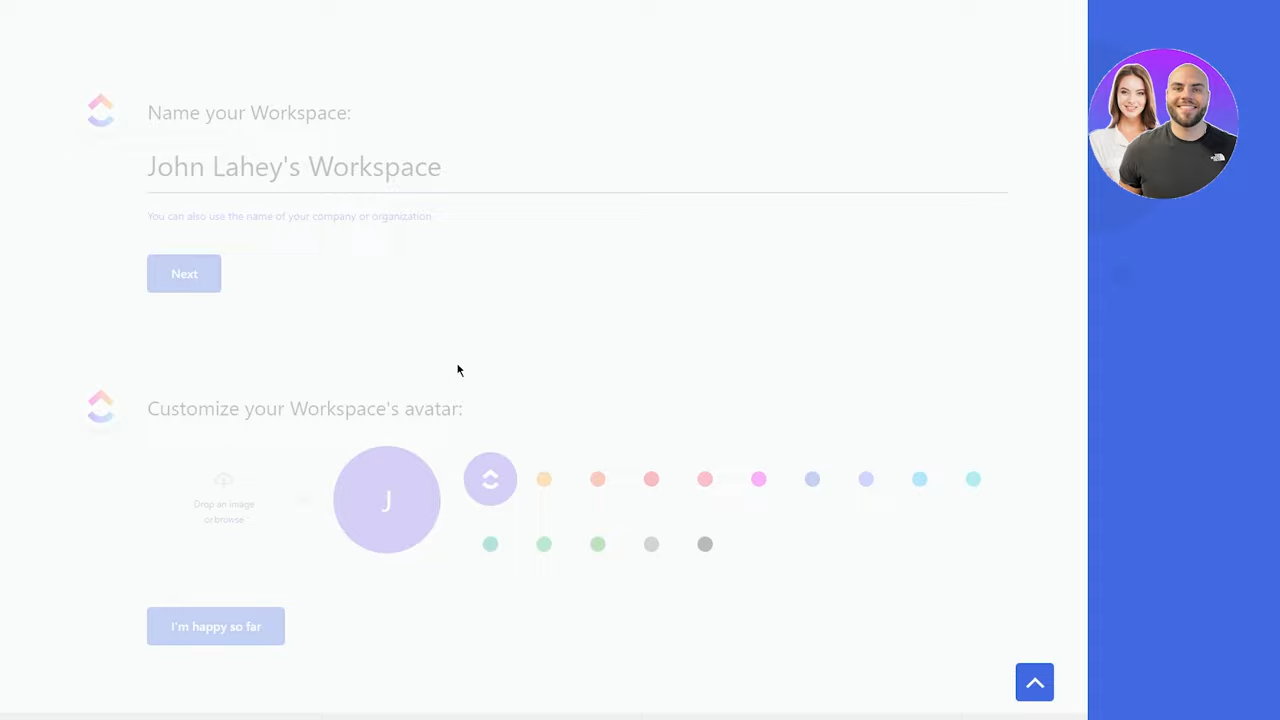 Name your Workspace:
John Lahey's Workspace
You can also use the name of your company or organization
Next
Customize your Workspace's avatar:
Drop an image
or browse
J
I'm happy so far